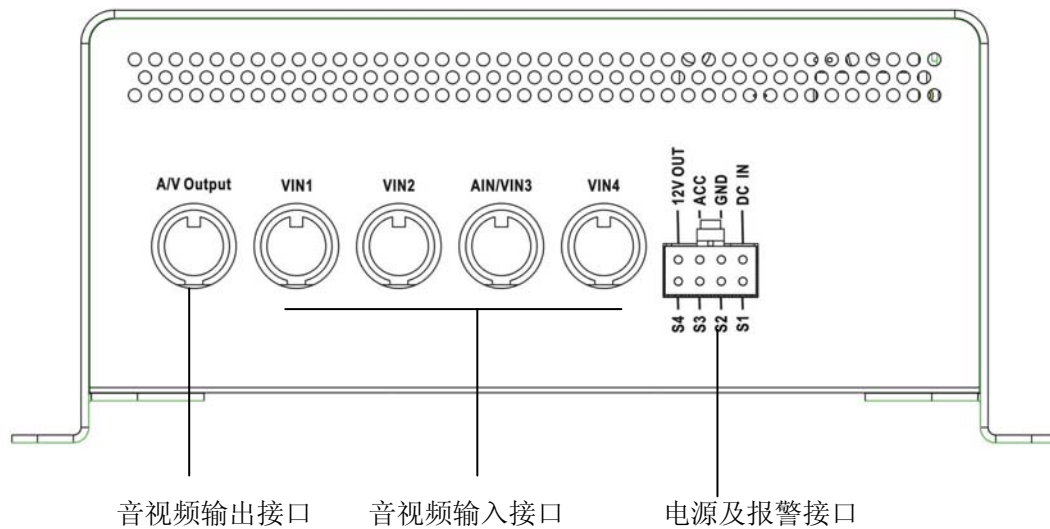 A/V Output
VIN1
VIN2
AIN/VIN3
VIN4
12V OUT
ACC
GND
DC IN
S4
S3
S2
S1
音视频输出接口
音视频输入接口
电源及报警接口